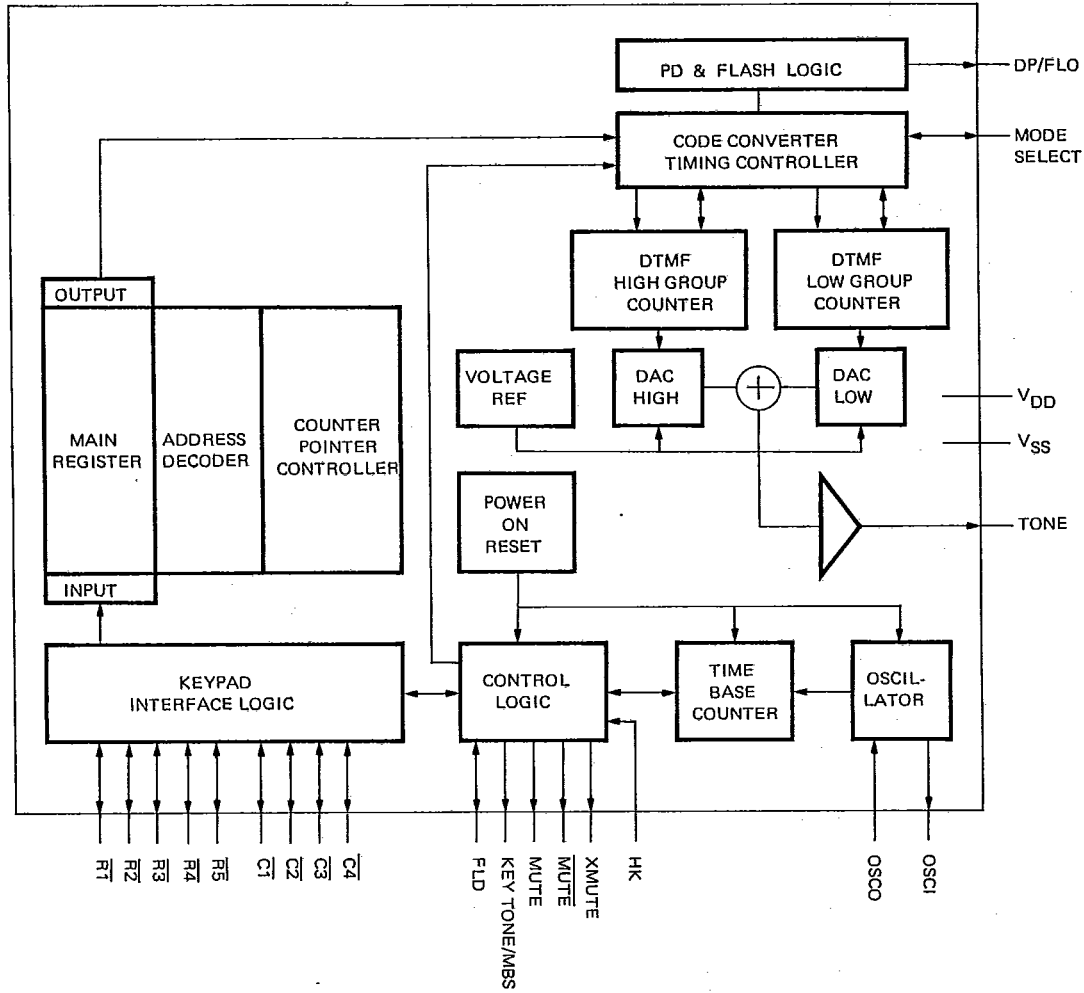 PD & FLASH LOGIC
DP/FLO
CODE CONVERTER
TIMING CONTROLLER
MODE
SELECT
DTMF
HIGH GROUP
COUNTER
DTMF
LOW GROUP
COUNTER
OUTPUT
VOLTAGE
REF
DAC
HIGH
DAC
LOW
MAIN
REGISTER
ADDRESS
DECODER
COUNTER
POINTER
CONTROLLER
VDD
VSS
POWER
ON
RESET
TONE
INPUT
KEYPAD
INTERFACE LOGIC
CONTROL
LOGIC
TIME
BASE
COUNTER
OSCIL-
LATOR
R1
R2
R3
R4
R5
C1
C2
C3
C4
FLD
KEY TONE/MBS
MUTE
MUTE
XMUTE
HK
OSCO
OSCI